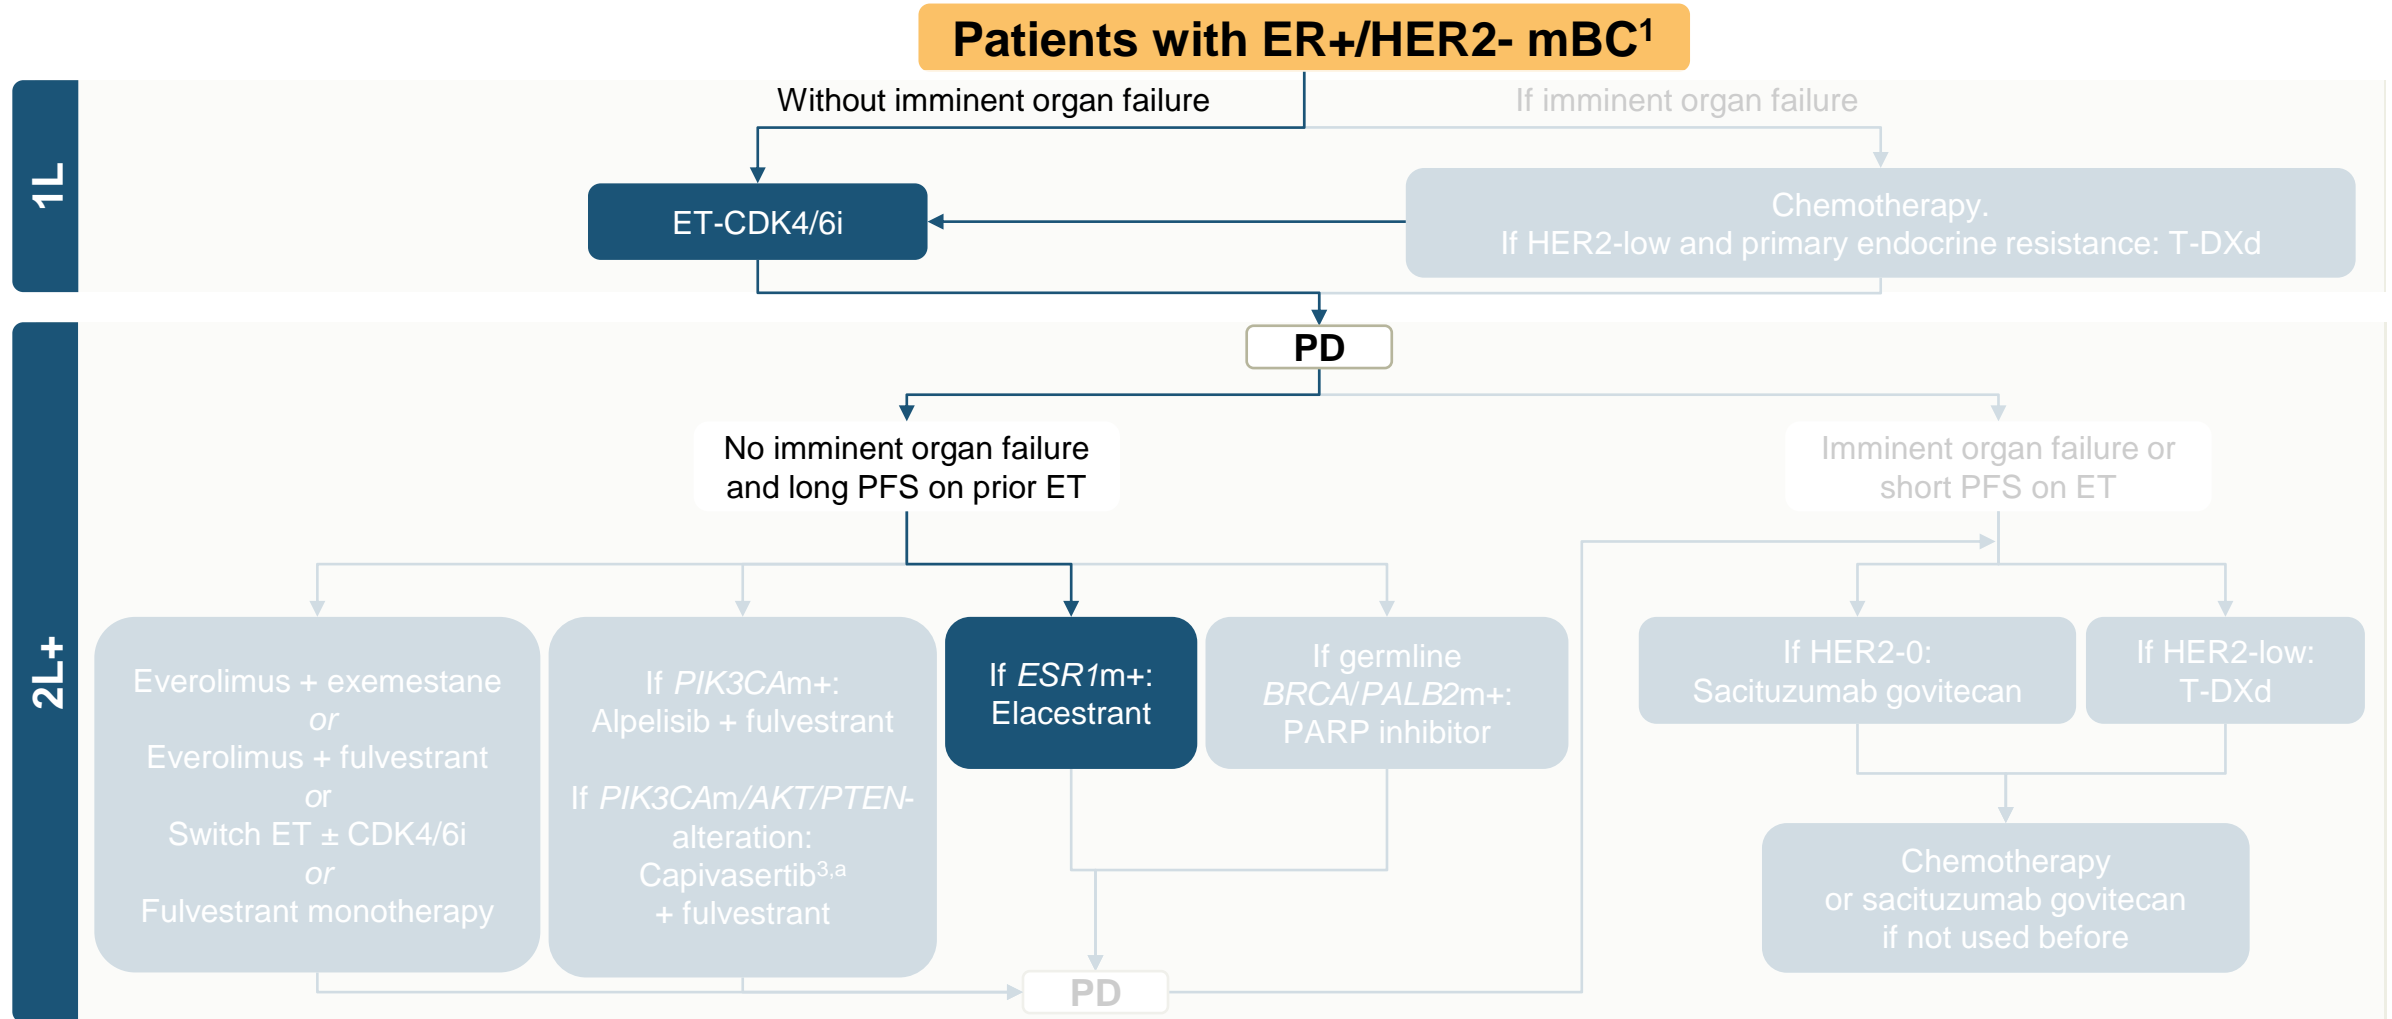 Patients with ER+/HER2- mBC1
Without imminent organ failure
If imminent organ failure
1L
ET-CDK4/6i
Chemotherapy.
If HER2-low and primary endocrine resistance: T-DXd
2L+
PD
No imminent organ failure
and long PFS on prior ET
Imminent organ failure or
short PFS on ET
Everolimus + exemestane
or
Everolimus + fulvestrant
or
Switch ET ± CDK4/6i
or
Fulvestrant monotherapy
If PIK3CAm+:
Alpelisib + fulvestrant
If PIK3CAm/AKT/PTEN-
alteration:
Capivasertib3,a
+ fulvestrant
If ESR1m+:
Elacestrant
If germline
BRCA/PALB2m+:
PARP inhibitor
If HER2-0:
Sacituzumab govitecan
If HER2-low:
T-DXd
Chemotherapy
or sacituzumab govitecan
if not used before
PD